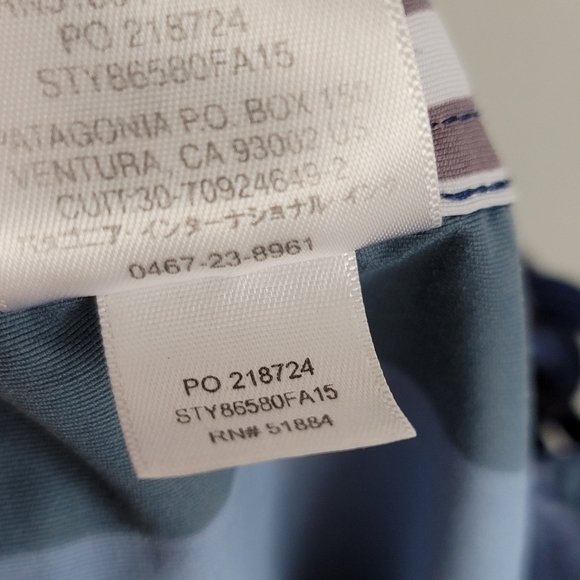 PO 218724
STY86580FA15
PATAGONIA P.O. BOX 150
VENTURA, CA 93002 US
CUIT-30-70924649-2
パタゴニア・インターナショナル・インク
0467-23-8961
PO 218724
STY86580FA15
RN# 51884